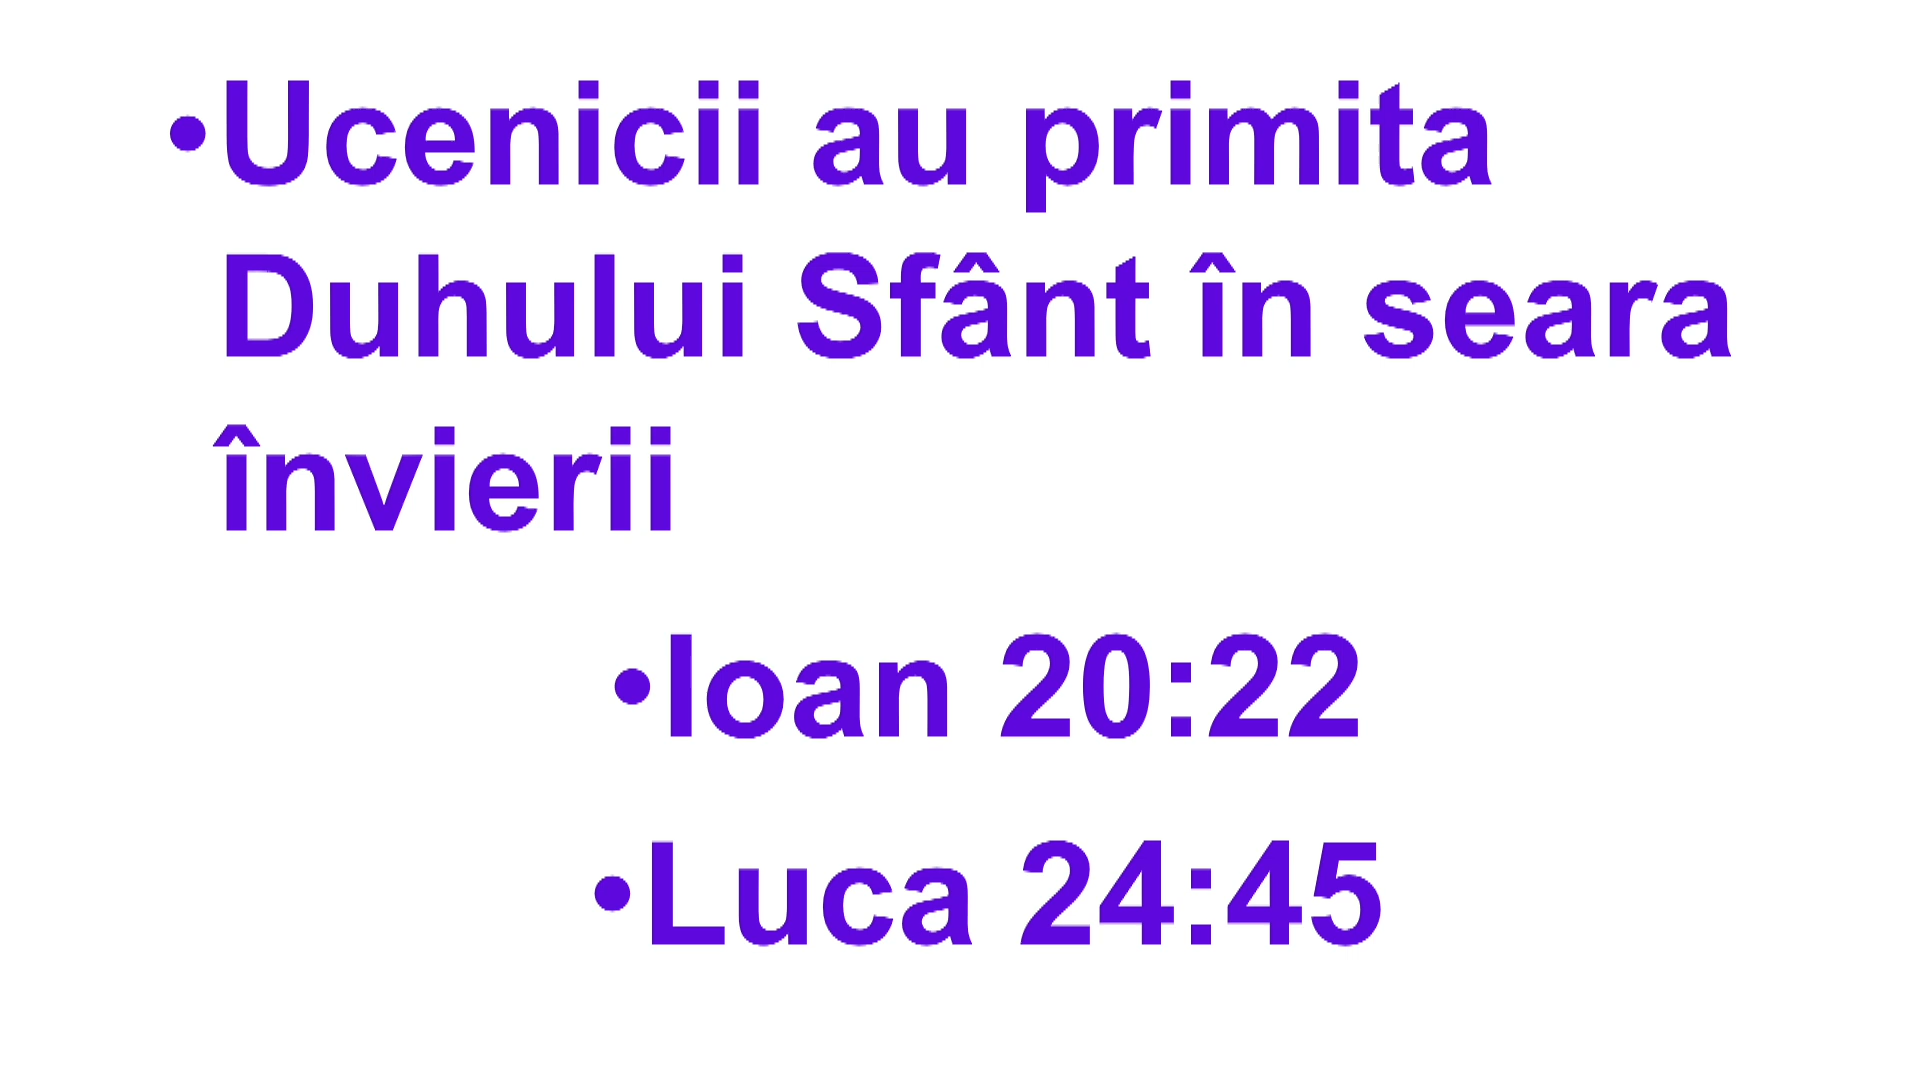 •Ucenicii au primita
Duhului Sfânt în seara
învierii
•Ioan 20:22
•Luca 24:45